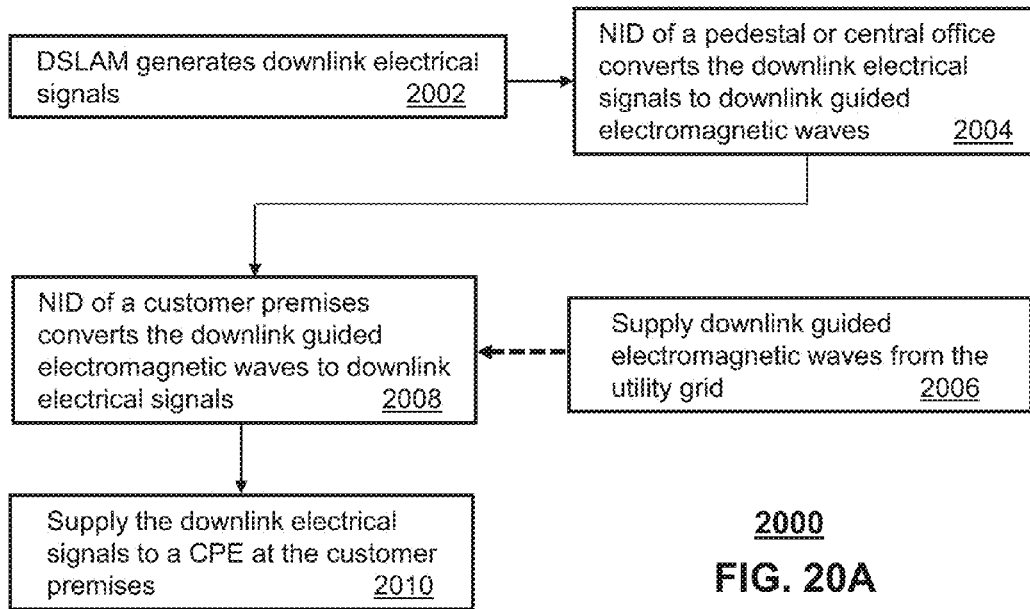 DSLAM generates downlink electrical
signals 2002
NID of a pedestal or central office
converts the downlink electrical
signals to downlink guided
electromagnetic waves 2004
NID of a customer premises
converts the downlink guided
electromagnetic waves to downlink
electrical signals 2008
Supply downlink guided
electromagnetic waves from the
utility grid 2006
Supply the downlink electrical
signals to a CPE at the customer
premises 2010
2000
FIG. 20A